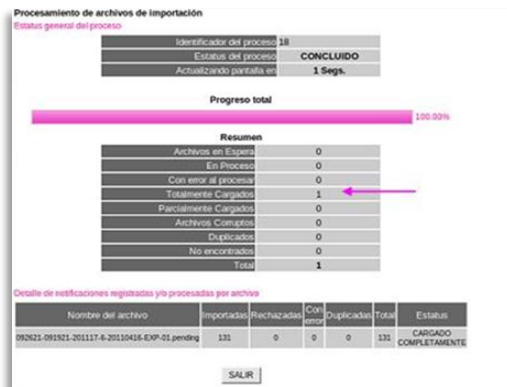 Procesamiento de archivos de importación
Estatus general del proceso
Identificador del proceso 18
Estatus del proceso CONCLUIDO
Actualizando pantalla en 1 Segs.
Progreso total
100.00%
Resumen
Archivos en Espera 0
En Proceso 0
Con error al procesar 0
Totalmente Cargados 1
Parcialmente Cargados 0
Archivos Corruptos 0
Duplicados 0
No encontrados 0
Total 1
Detalle de notificaciones registradas y/o procesadas por archivo
Nombre del archivo Importadas Rechazadas Con error Duplicadas Total Estatus
092621-091921-201117-6-20110416-EXP-01.pending 131 0 0 0 131 CARGADO COMPLETAMENTE
SALIR